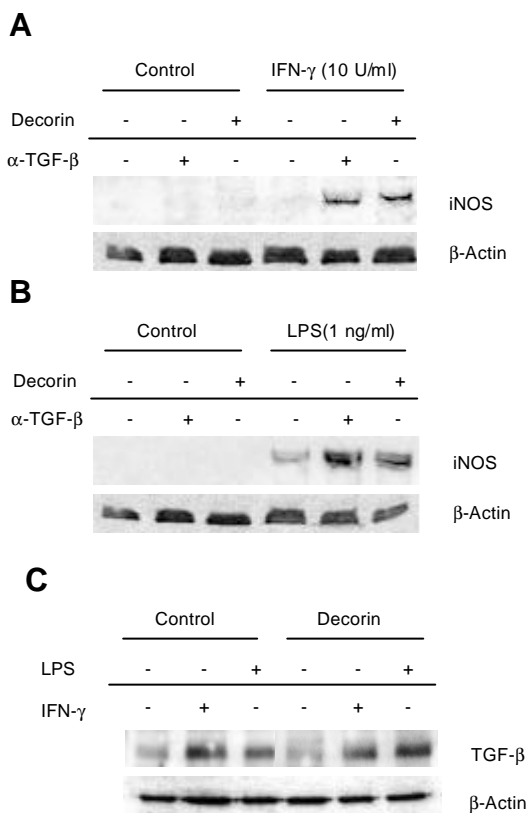 A
Control IFN-γ (10 U/ml)
Decorin - - + - - +
α-TGF-β - + - - + -
iNOS
β-Actin
B
Control LPS(1 ng/ml)
Decorin - - + - - +
α-TGF-β - + - - + -
iNOS
β-Actin
C
Control Decorin
LPS - - + - - +
IFN-γ - + - - + -
TGF-β
β-Actin